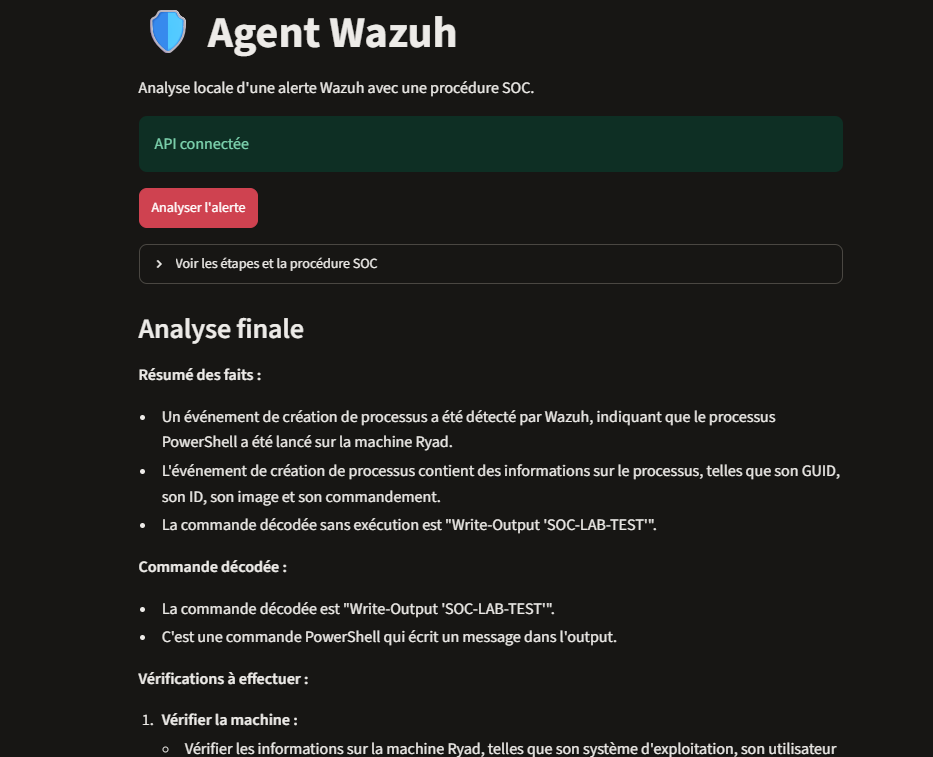 Agent Wazuh
Analyse locale d'une alerte Wazuh avec une procédure SOC.
API connectée
Analyser l'alerte
Voir les étapes et la procédure SOC
Analyse finale
Résumé des faits :
Un événement de création de processus a été détecté par Wazuh, indiquant que le processus
PowerShell a été lancé sur la machine Ryad.
L'événement de création de processus contient des informations sur le processus, telles que son GUID,
son ID, son image et son commandement.
La commande décodée sans exécution est "Write-Output 'SOC-LAB-TEST'".
Commande décodée :
La commande décodée est "Write-Output 'SOC-LAB-TEST'".
C'est une commande PowerShell qui écrit un message dans l'output.
Vérifications à effectuer :
1. Vérifier la machine :
Vérifier les informations sur la machine Ryad, telles que son système d'exploitation, son utilisateur